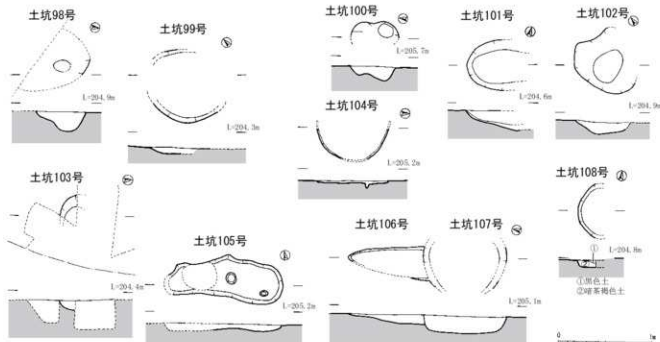 土坑98号
L=204.9m
土坑99号
L=204.3m
土坑100号
L=205.7m
土坑101号
L=204.6m
土坑102号
L=204.9m
土坑103号
L=204.4m
土坑104号
L=205.2m
土坑105号
L=205.2m
土坑106号
土坑107号
L=205.1m
土坑108号
L=204.8m
①
②
①黒色土
②暗茶褐色土
0
1m